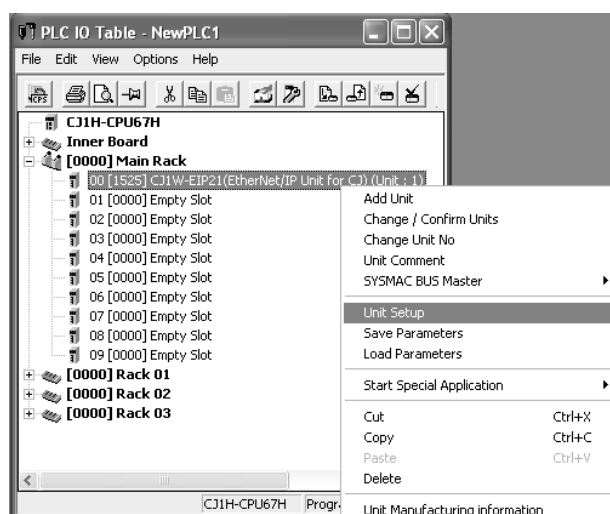 PLC IO Table - NewPLC1
File Edit View Options Help
CJ1H-CPU67H
Inner Board
[0000] Main Rack
00 [1525] CJ1W-EIP21(EtherNet/IP Unit for CJ) (Unit : 1)
01 [0000] Empty Slot
02 [0000] Empty Slot
03 [0000] Empty Slot
04 [0000] Empty Slot
05 [0000] Empty Slot
06 [0000] Empty Slot
07 [0000] Empty Slot
08 [0000] Empty Slot
09 [0000] Empty Slot
[0000] Rack 01
[0000] Rack 02
[0000] Rack 03
CJ1H-CPU67H
Add Unit
Change / Confirm Units
Change Unit No
Unit Comment
SYSMAC BUS Master
Unit Setup
Save Parameters
Load Parameters
Start Special Application
Cut Ctrl+X
Copy Ctrl+C
Paste Ctrl+V
Delete
Unit Manufacturing information